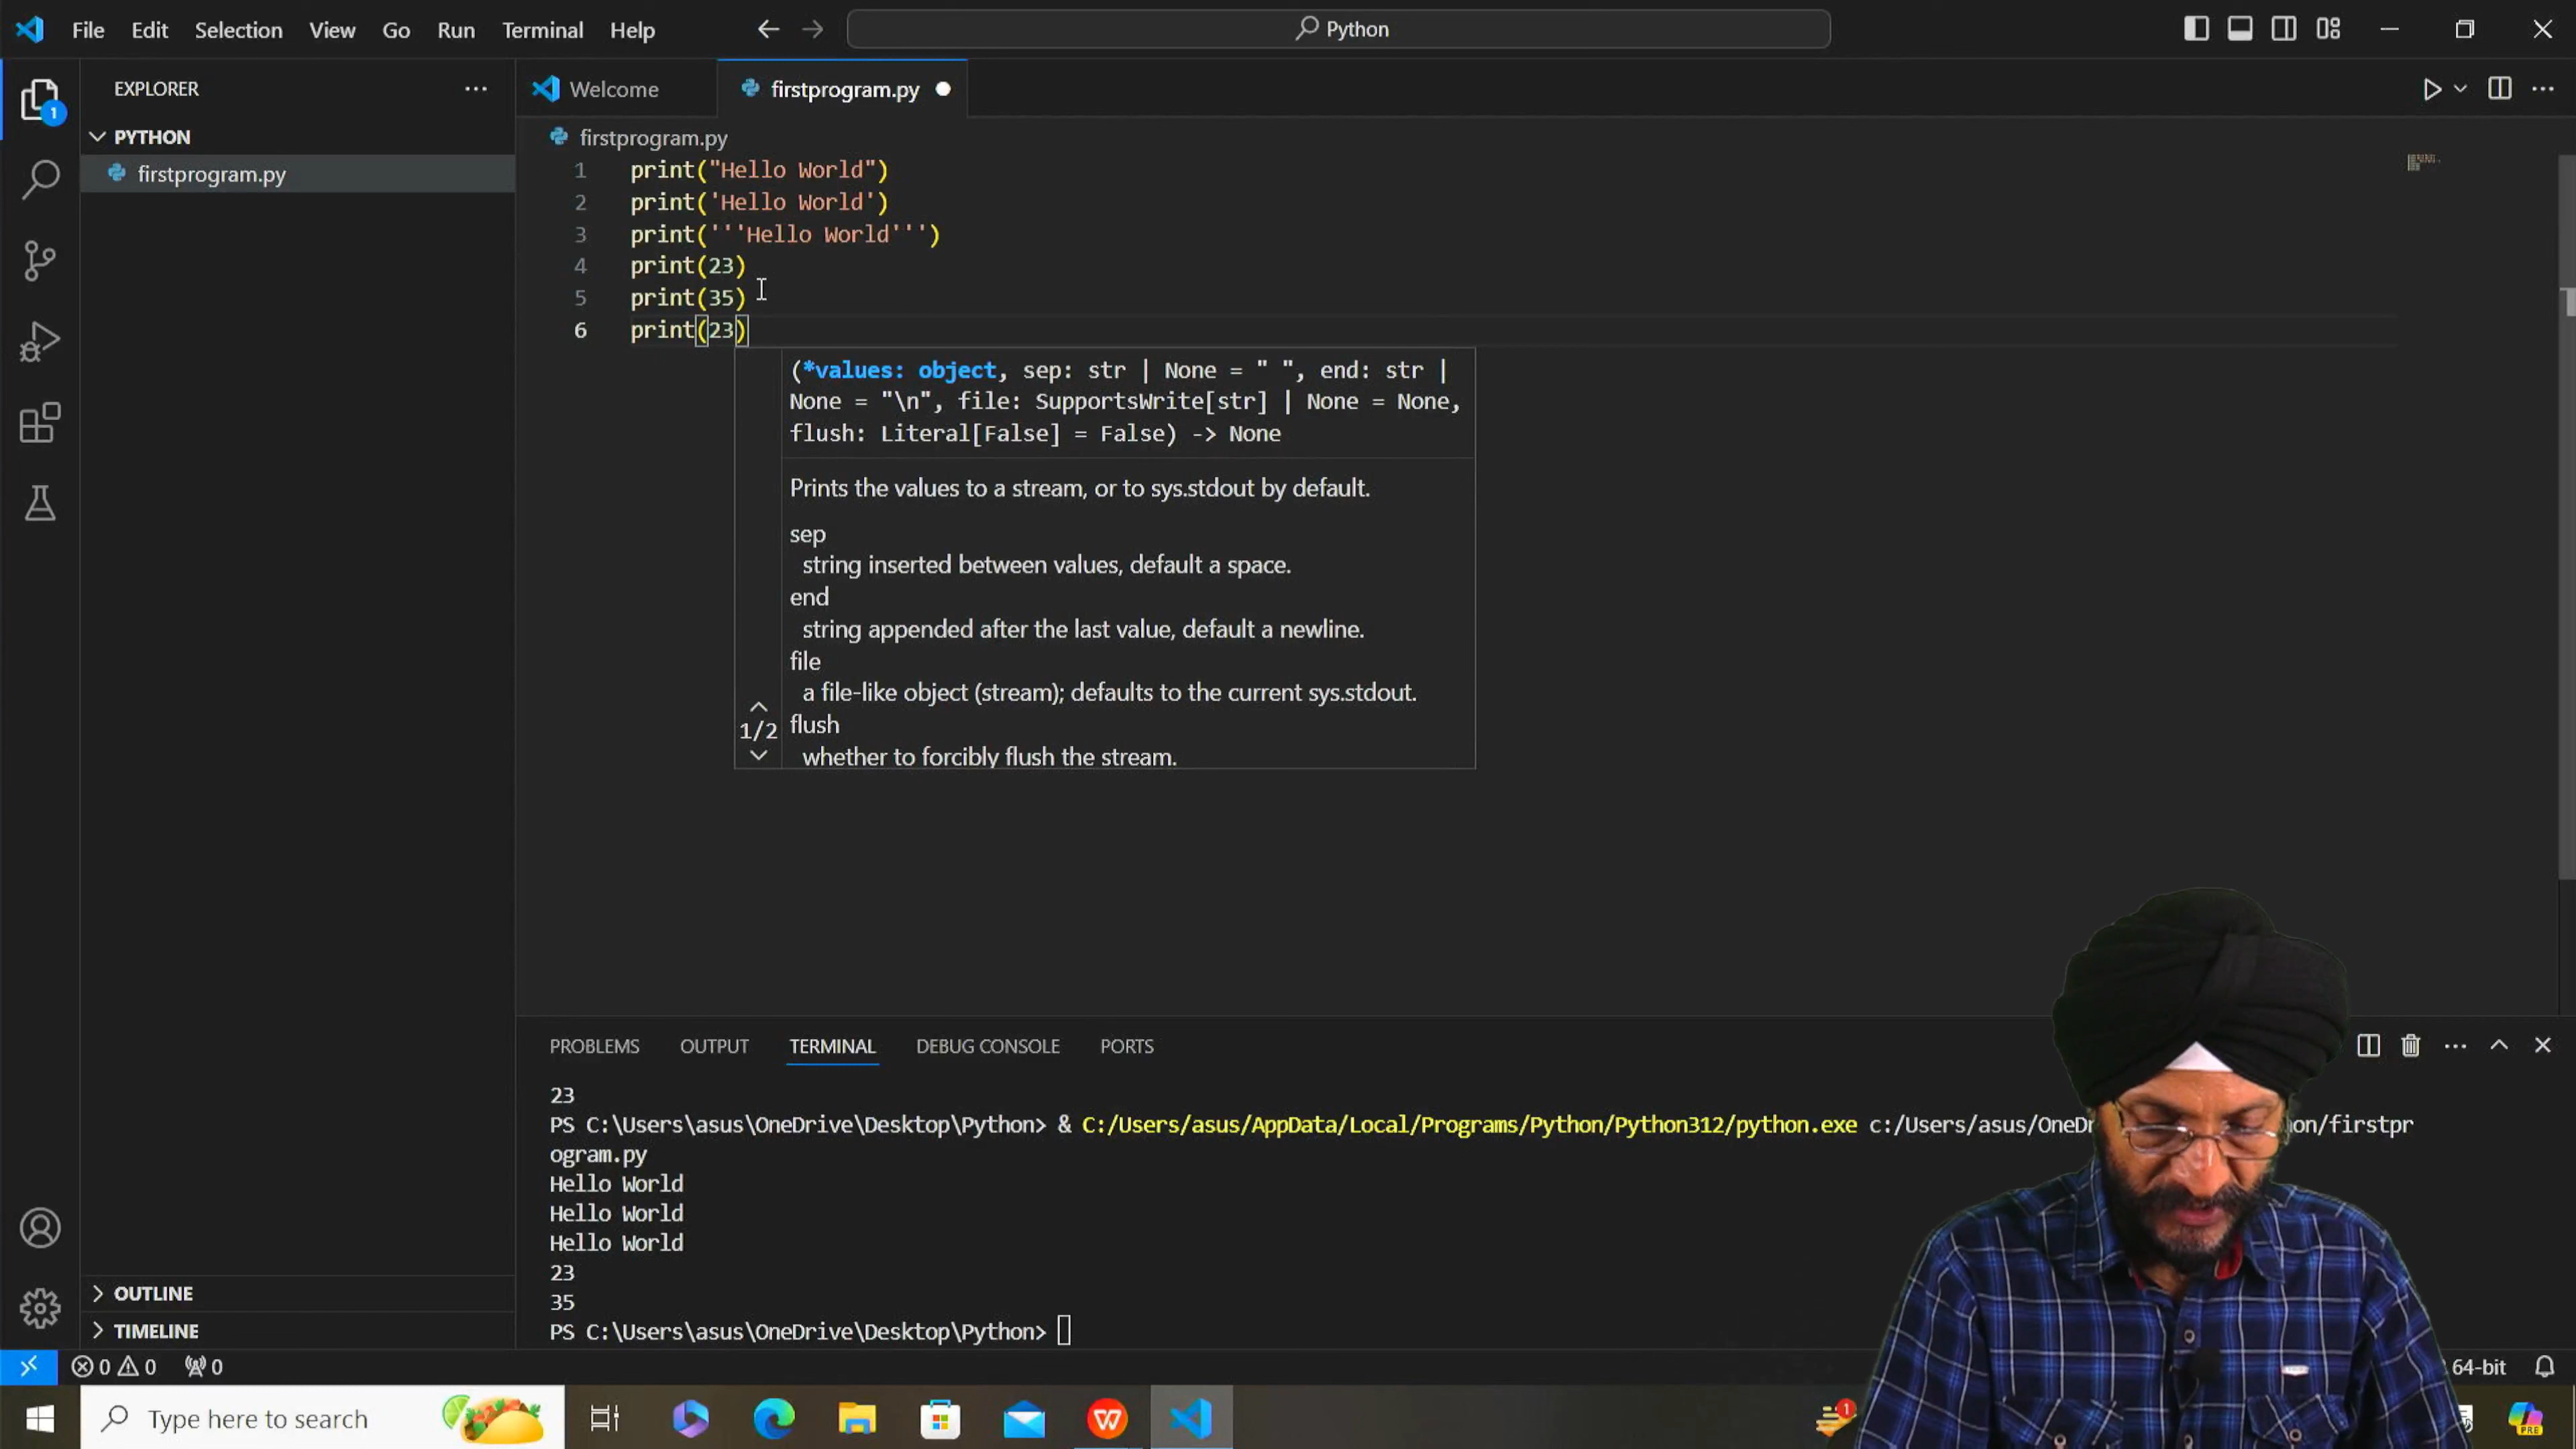 File Edit Selection View Go Run Terminal Help
Python
EXPLORER
1
PYTHON
firstprogram.py
Welcome
firstprogram.py
firstprogram.py
1 print("Hello World")
2 print('Hello World')
3 print('''Hello World''')
4 print(23)
5 print(35)
6 print(23)
(*values: object, sep: str | None = " ", end: str |
None = "\n", file: SupportsWrite[str] | None = None,
flush: Literal[False] = False) -> None
Prints the values to a stream, or to sys.stdout by default.
sep
string inserted between values, default a space.
end
string appended after the last value, default a newline.
file
a file-like object (stream); defaults to the current sys.stdout.
1/2
flush
whether to forcibly flush the stream.
PROBLEMS OUTPUT TERMINAL DEBUG CONSOLE PORTS
23
PS C:\Users\asus\OneDrive\Desktop\Python> & C:/Users/asus/AppData/Local/Programs/Python/Python312/python.exe c:/Users/asus/OneDr on/firstpr
ogram.py
Hello World
Hello World
Hello World
23
35
PS C:\Users\asus\OneDrive\Desktop\Python>
OUTLINE
TIMELINE
0 0 0
64-bit
Type here to search
1
PRE